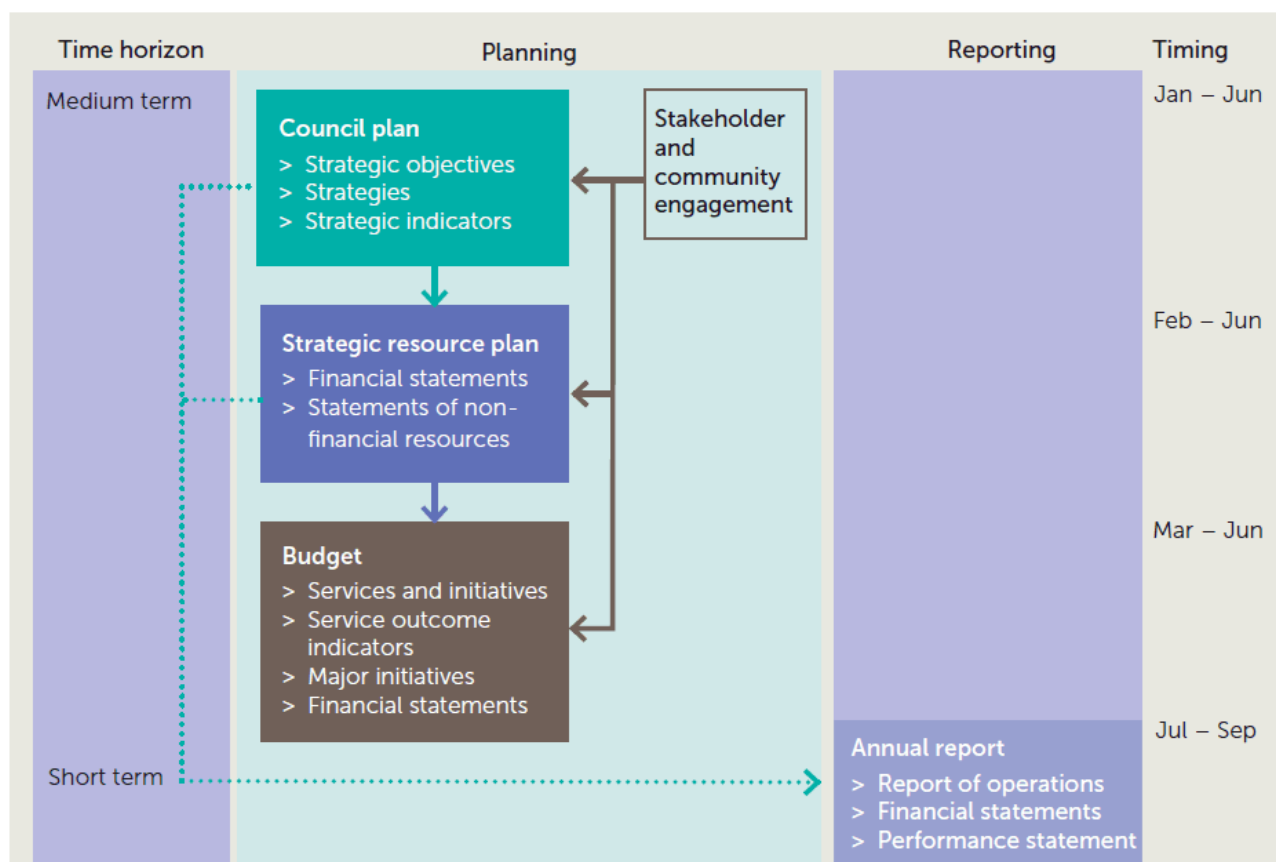 Time horizon
Planning
Reporting
Timing
Medium term
Council plan
> Strategic objectives
> Strategies
> Strategic indicators
Stakeholder
and
community
engagement
Jan – Jun
Strategic resource plan
> Financial statements
> Statements of non-
financial resources
Feb – Jun
Budget
> Services and initiatives
> Service outcome
indicators
> Major initiatives
> Financial statements
Mar – Jun
Short term
Annual report
> Report of operations
> Financial statements
> Performance statement
Jul – Sep